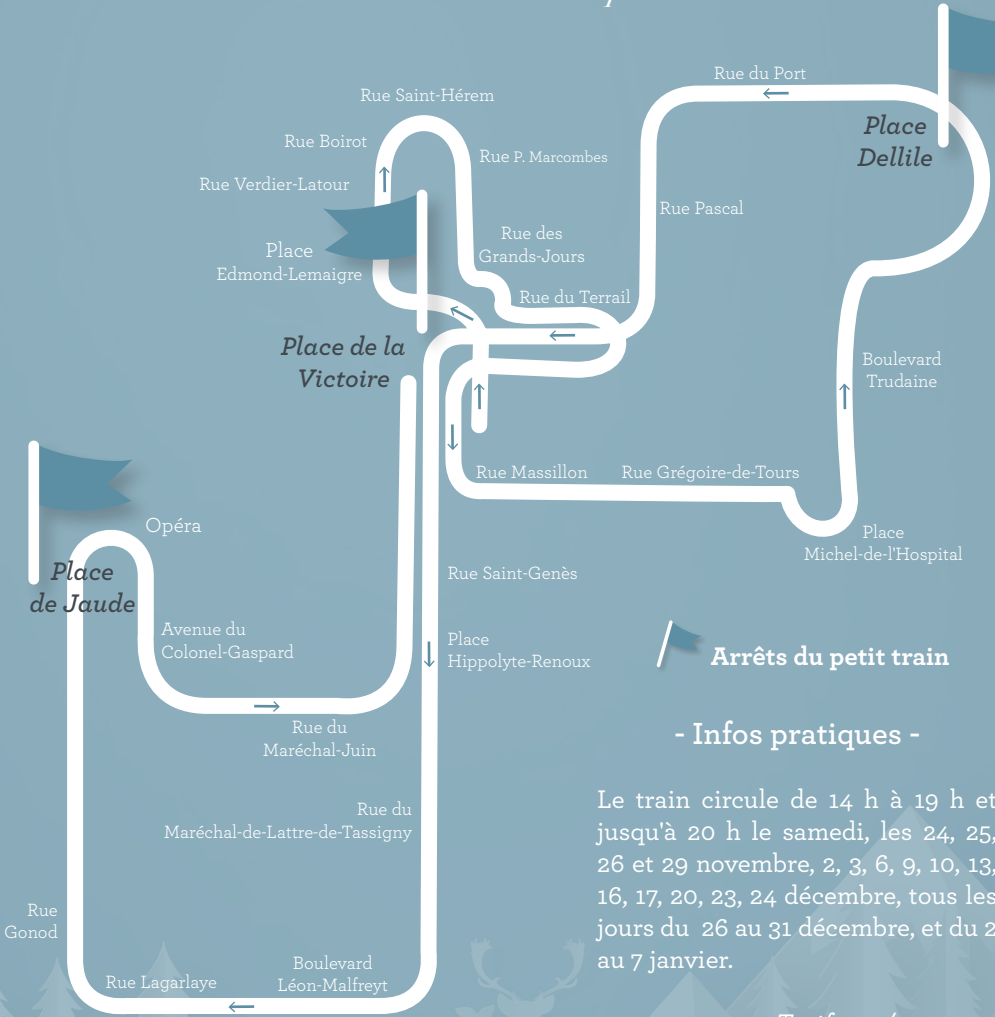 Rue du Port
Rue Saint-Hérem
Place
Dellile
Rue Boirot
Rue P. Marcombes
Rue Verdier-Latour
Rue Pascal
Rue des
Grands-Jours
Place
Edmond-Lemaigre
Rue du Terrail
Place de la
Victoire
Boulevard
Trudaine
Rue Massillon
Rue Grégoire-de-Tours
Opéra
Place
Michel-de-l'Hospital
Place
de Jaude
Rue Saint-Genès
Avenue du
Colonel-Gaspard
Place
Hippolyte-Renoux
Arrêts du petit train
Rue du
Maréchal-Juin
- Infos pratiques -
Le train circule de 14 h à 19 h et
jusqu'à 20 h le samedi, les 24, 25,
26 et 29 novembre, 2, 3, 6, 9, 10, 13,
16, 17, 20, 23, 24 décembre, tous les
jours du 26 au 31 décembre, et du 2
au 7 janvier.
Rue du
Maréchal-de-Lattre-de-Tassigny
Rue
Gonod
Boulevard
Léon-Malfreyt
Rue Lagarlaye